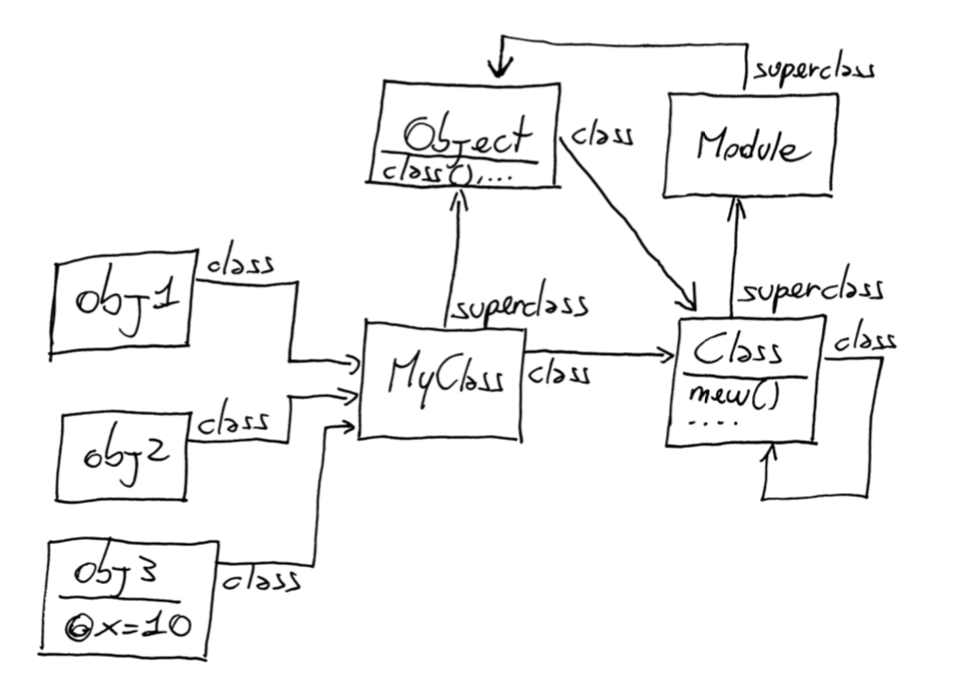 superclass
Object
class(),...
class
Module
class
obj1
superclass
superclass
MyClass
class
Class
new()
....
class
class
obj2
obj3
@x=10
class